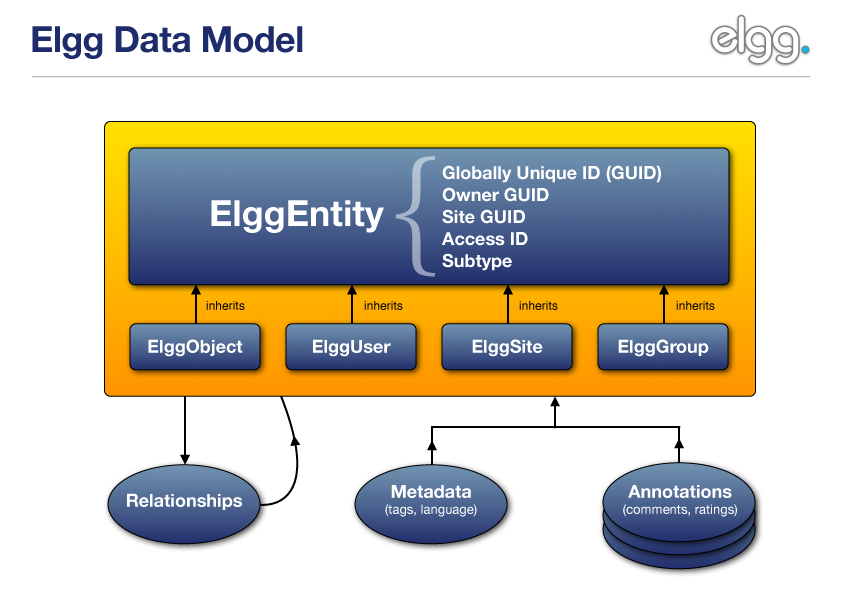 Elgg Data Model
elgg.
ElggEntity
Globally Unique ID (GUID)
Owner GUID
Site GUID
Access ID
Subtype
inherits
inherits
inherits
inherits
ElggObject
ElggUser
ElggSite
ElggGroup
Relationships
Metadata
(tags, language)
Annotations
(comments, ratings)